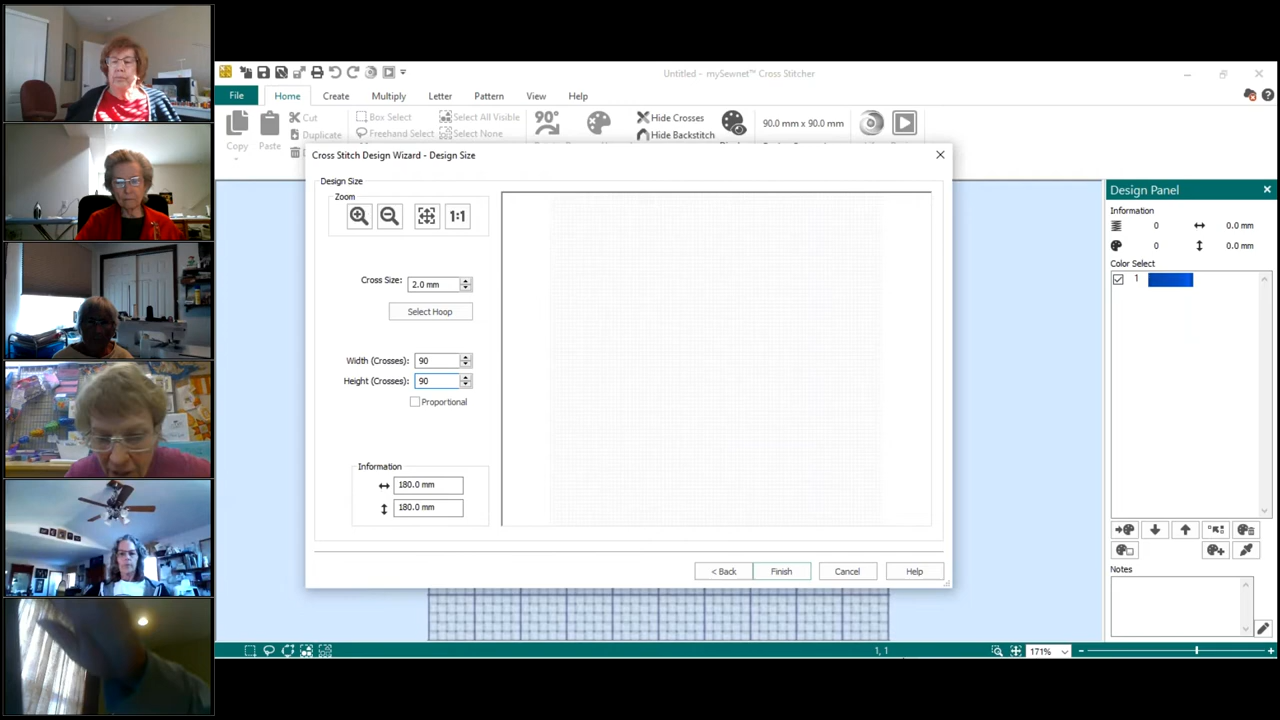 Untitled - mySewnet™ Cross Stitcher
File Home Create Multiply Letter Pattern View Help
Copy
Paste
Cut
Duplicate
Box Select
Freehand Select
Select All Visible
Select None
90°
Hide Crosses
Hide Backstitch
90.0 mm x 90.0 mm
Cross Stitch Design Wizard - Design Size
Design Size
Zoom
1:1
Cross Size: 2.0 mm
Select Hoop
Width (Crosses): 90
Height (Crosses): 90
Proportional
Information
180.0 mm
180.0 mm
< Back Finish Cancel Help
Design Panel
Information
0 0.0 mm
0 0.0 mm
Color Select
1
Notes
1, 1
171%